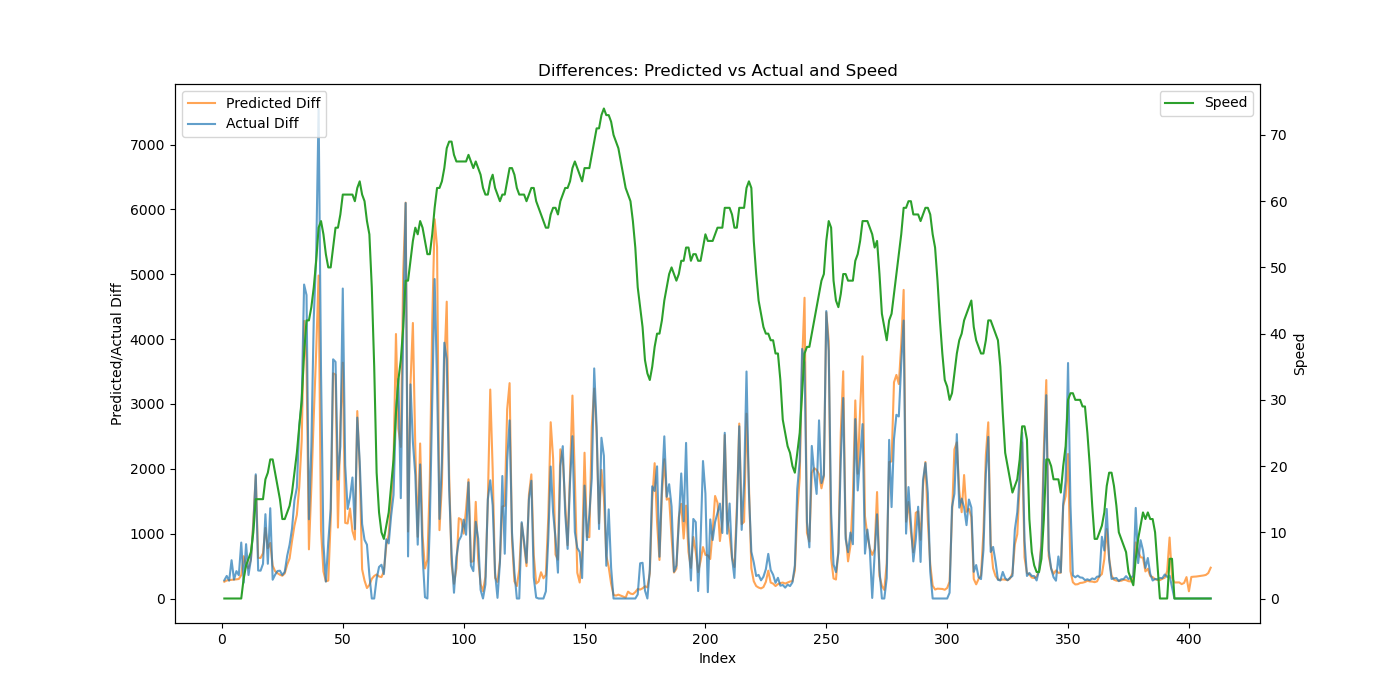 Differences: Predicted vs Actual and Speed
Predicted Diff
Actual Diff
Speed
Predicted/Actual Diff
7000
6000
5000
4000
3000
2000
1000
0
70
60
50
40
30
20
10
0
Speed
0 50 100 150 200 250 300 350 400
Index